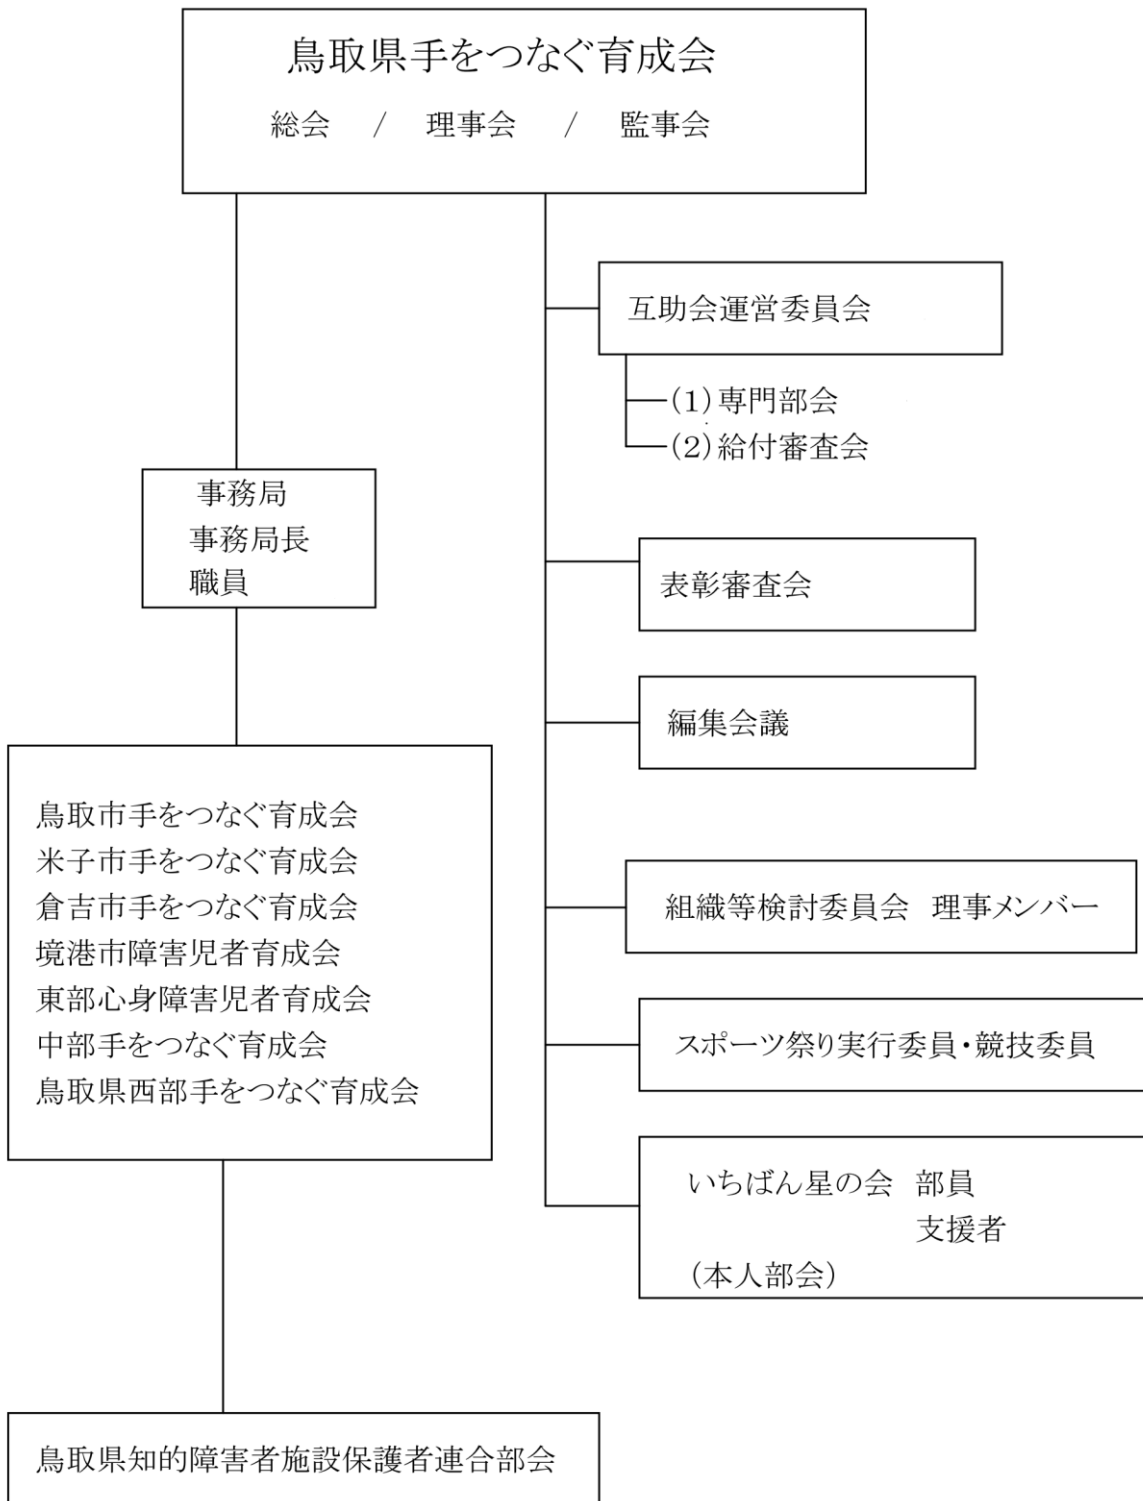 鳥取県手をつなぐ育成会
総会 / 理事会 / 監事会
互助会運営委員会
(1)専門部会
(2)給付審査会
事務局
事務局長
職員
表彰審査会
編集会議
鳥取市手をつなぐ育成会
米子市手をつなぐ育成会
倉吉市手をつなぐ育成会
境港市障害児者育成会
東部心身障害児者育成会
中部手をつなぐ育成会
鳥取県西部手をつなぐ育成会
組織等検討委員会 理事メンバー
スポーツ祭り実行委員・競技委員
いちばん星の会 部員
支援者
(本人部会)
鳥取県知的障害者施設保護者連合部会